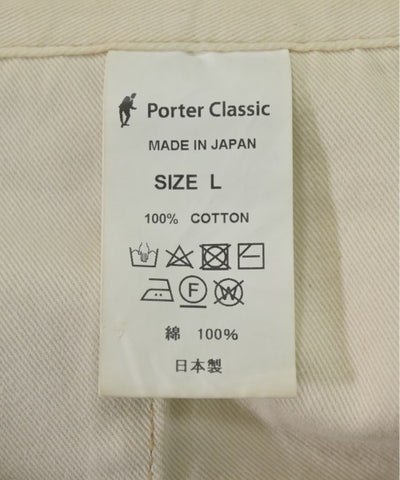 Porter Classic
MADE IN JAPAN
SIZE L
100% COTTON
F
W
綿 100%
日本製